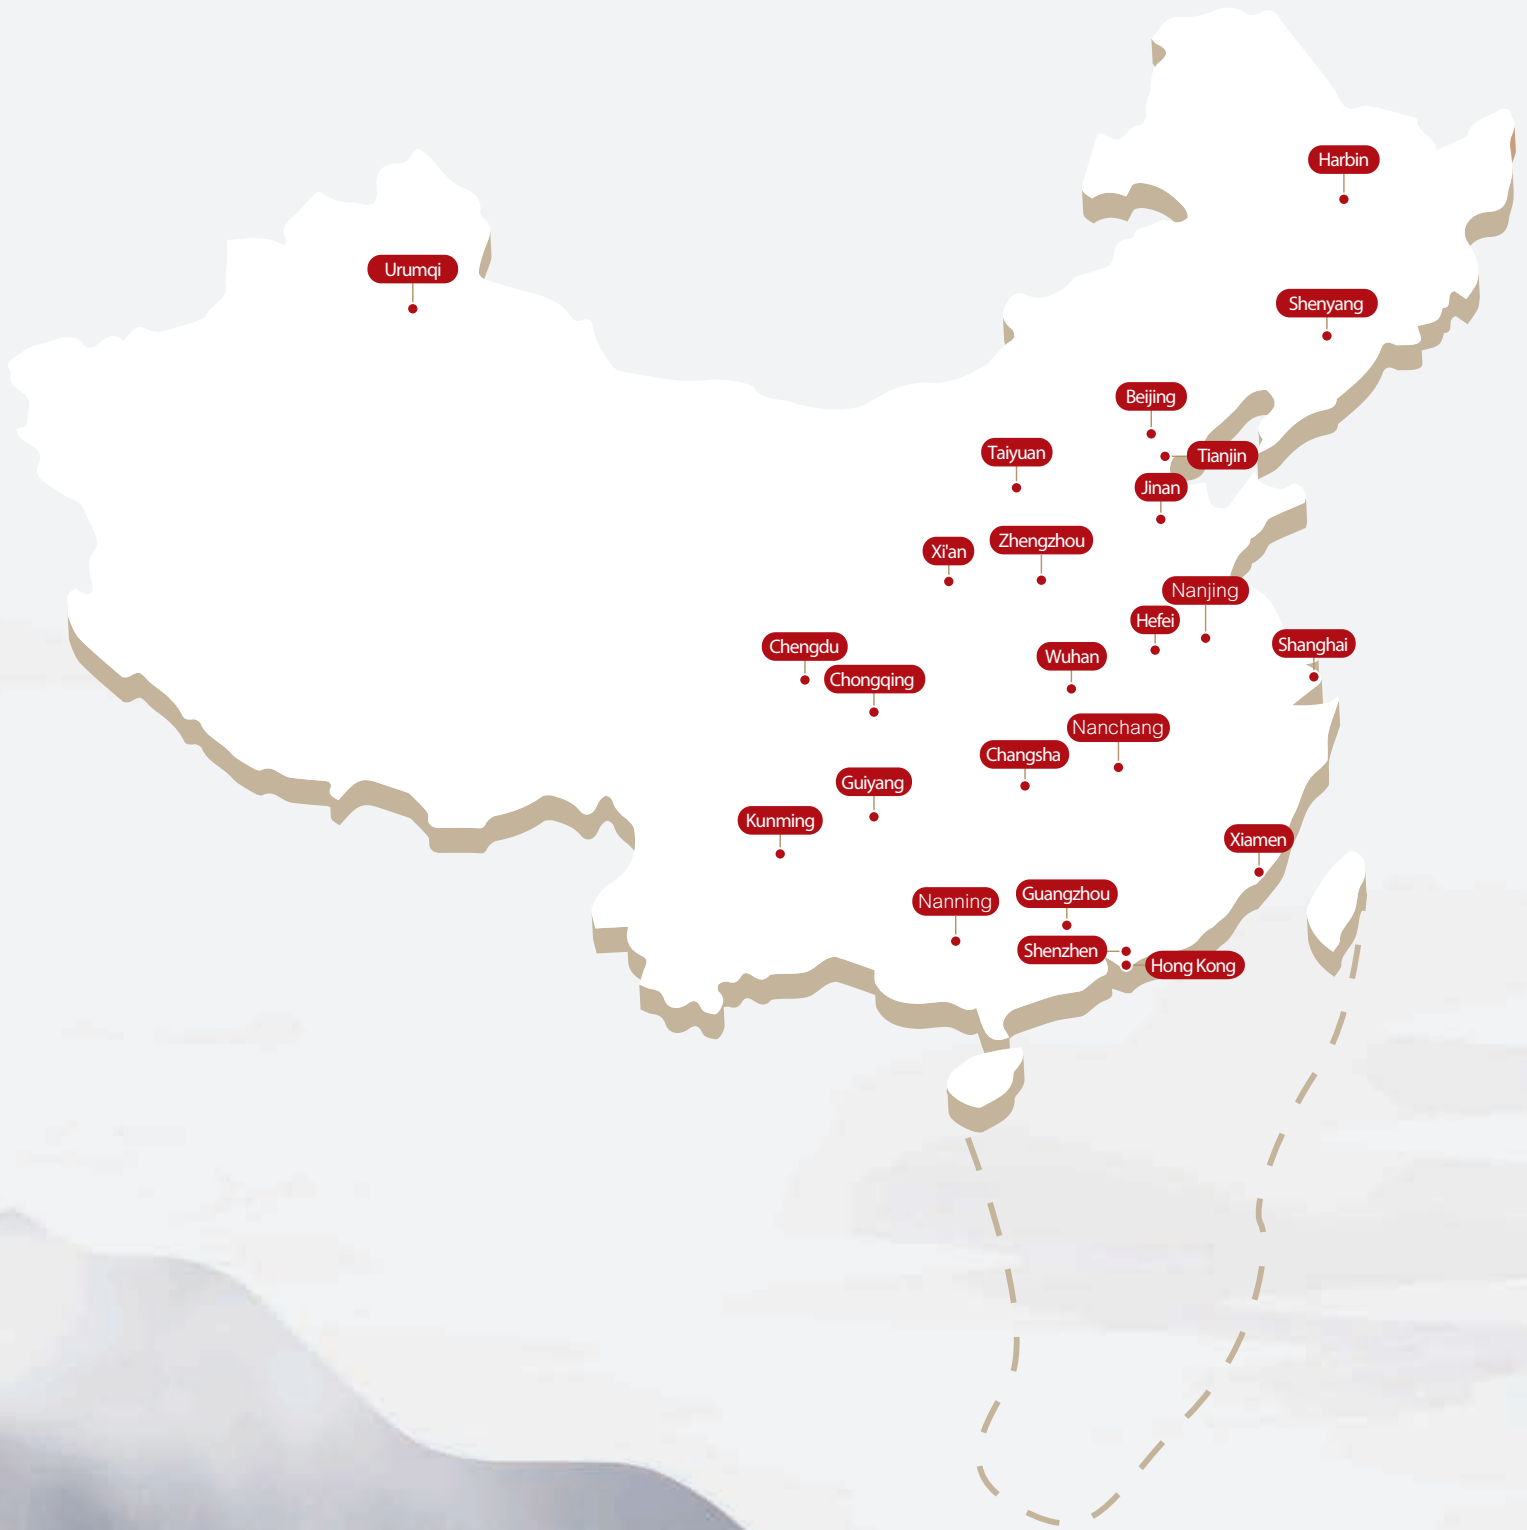 Harbin
Urumqi
Shenyang
Beijing
Taiyuan
Tianjin
Jinan
Zhengzhou
Xi'an
Nanjing
Hefei
Shanghai
Chengdu
Wuhan
Chongqing
Nanchang
Changsha
Guiyang
Kunming
Xiamen
Guangzhou
Nanning
Shenzhen
Hong Kong